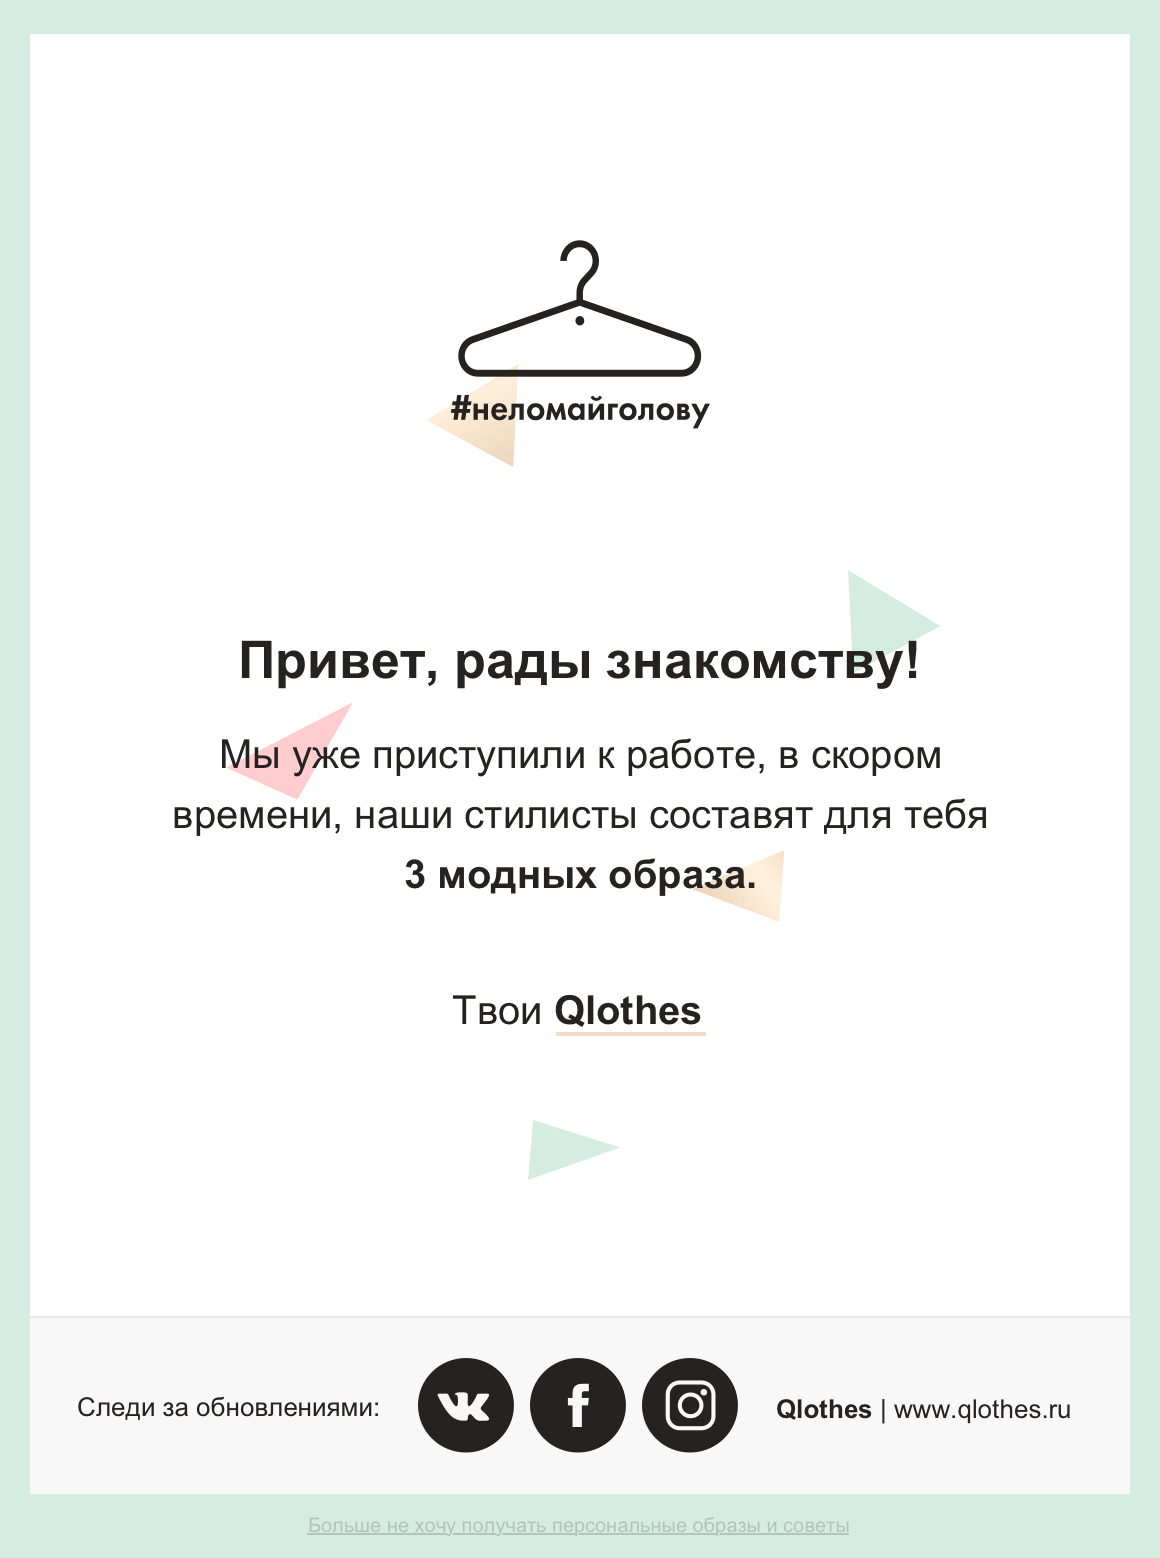 #неломайголову
Привет, рады знакомству!
Мы уже приступили к работе, в скором
времени, наши стилисты составят для тебя
3 модных образа.
Твои Qlothes
Следи за обновлениями:
Qlothes | www.qlothes.ru
Больше не хочу получать персональные образы и советы